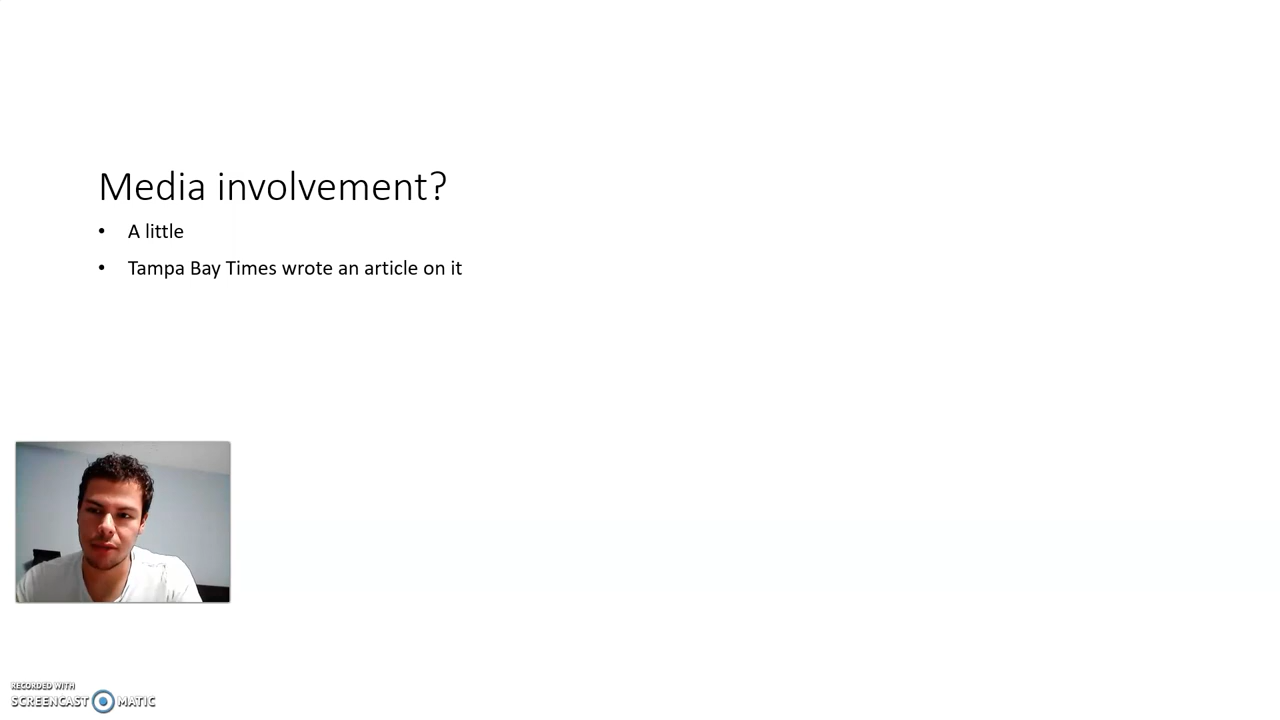 Media involvement?
• A little
• Tampa Bay Times wrote an article on it
RECORDED WITH
SCREENCAST MATIC